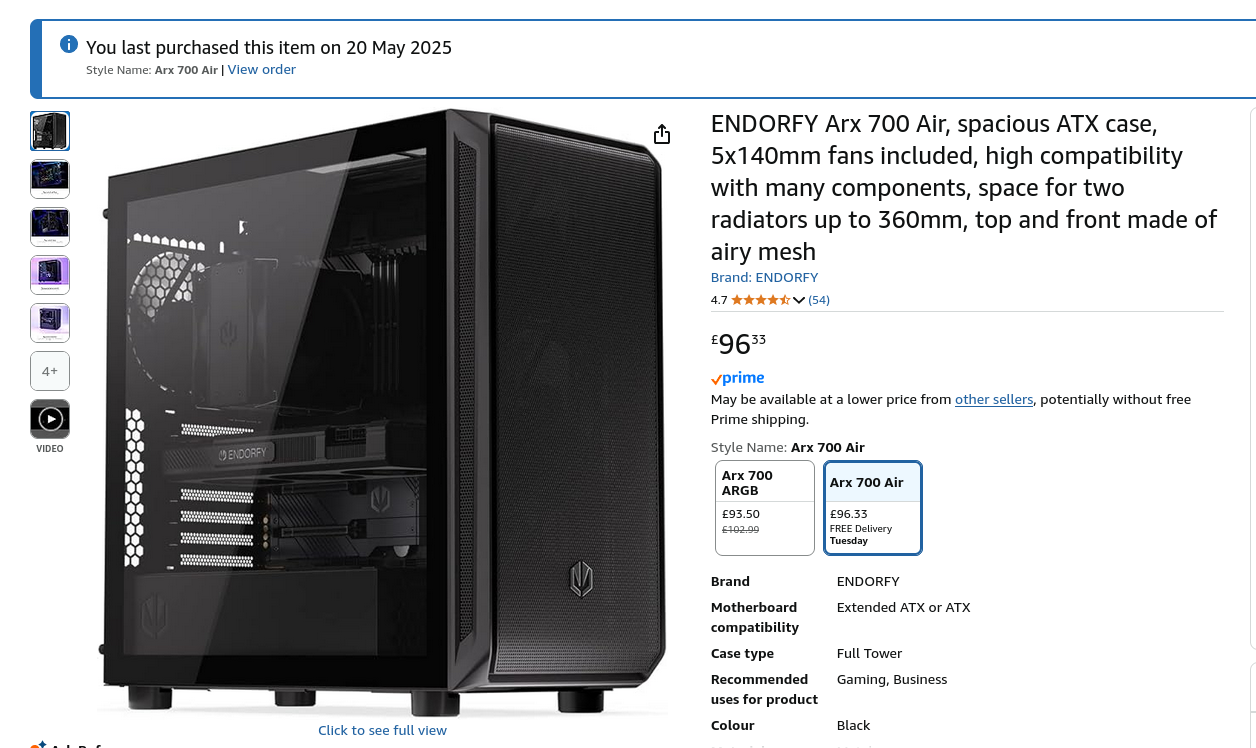 You last purchased this item on 20 May 2025
Style Name: Arx 700 Air | View order
ENDORFY Arx 700 Air, spacious ATX case,
5x140mm fans included, high compatibility
with many components, space for two
radiators up to 360mm, top and front made of
airy mesh
Brand: ENDORFY
4.7 (54)
£96.33
prime
May be available at a lower price from other sellers, potentially without free
Prime shipping.
Style Name: Arx 700 Air
Arx 700
ARGB
£93.50
£102.99
Arx 700 Air
£96.33
FREE Delivery
Tuesday
Brand ENDORFY
Motherboard Extended ATX or ATX
compatibility
Case type Full Tower
Recommended Gaming, Business
uses for product
Colour Black
4+
VIDEO
ENDORFY
Click to see full view